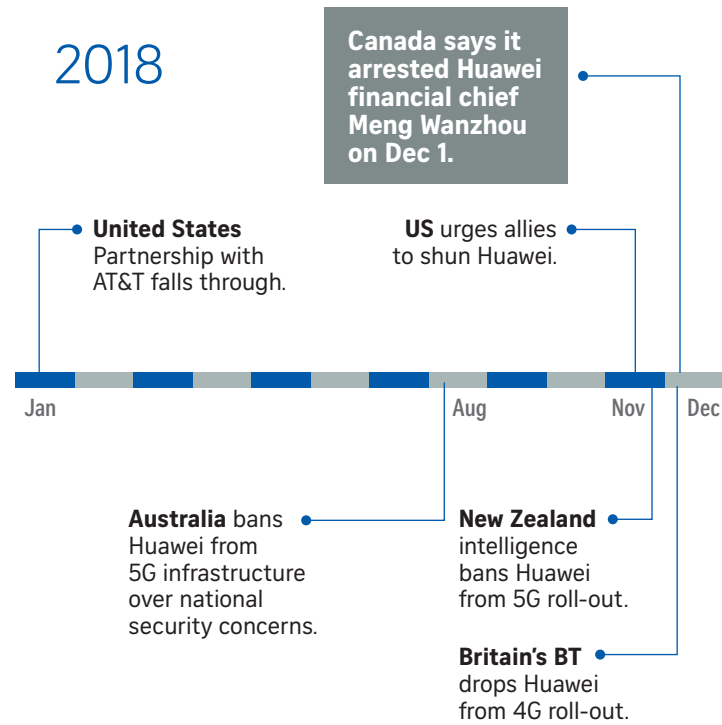 2018
Canada says it
arrested Huawei
financial chief
Meng Wanzhou
on Dec 1.
United States
Partnership with
AT&T falls through.
US urges allies
to shun Huawei.
Jan
Aug
Nov
Dec
Australia bans
Huawei from
5G infrastructure
over national
security concerns.
New Zealand
intelligence
bans Huawei
from 5G roll-out.
Britain’s BT
drops Huawei
from 4G roll-out.